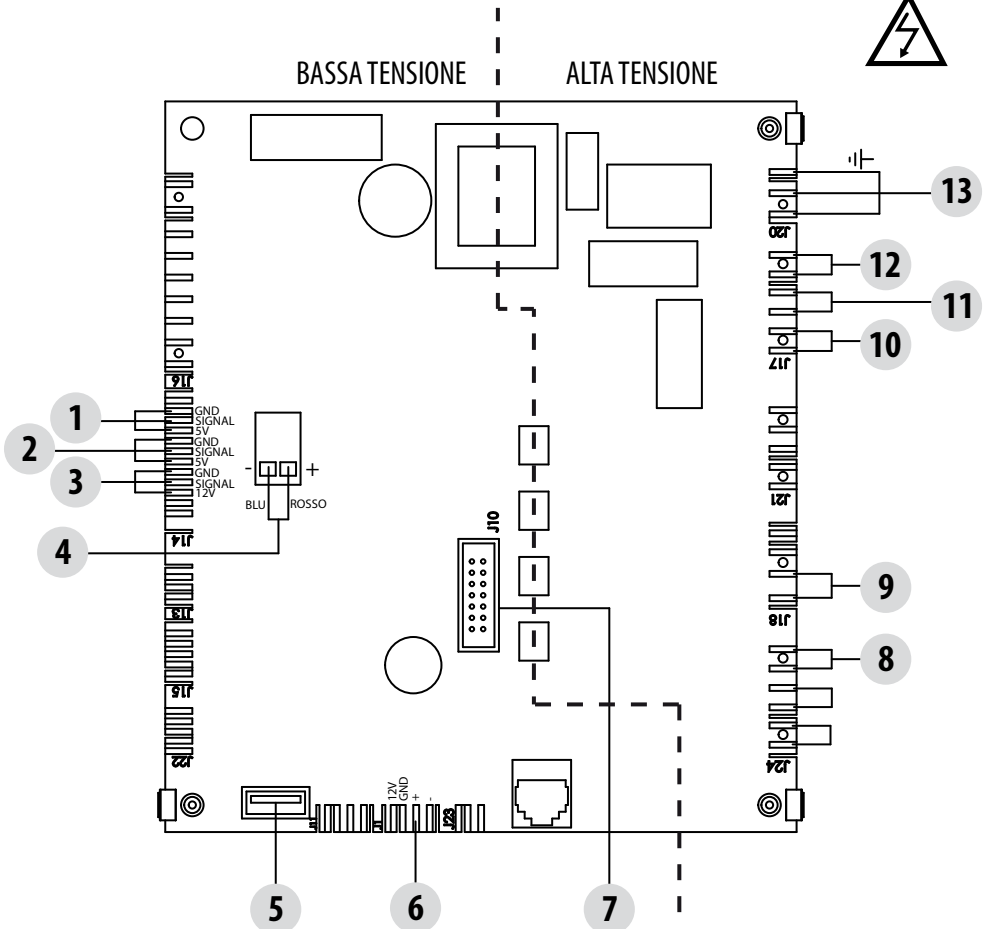 BASSA TENSIONE
ALTA TENSIONE
13
J20
12
11
10
J17
J16
1
GND
SIGNAL
5V
2
GND
SIGNAL
5V
3
GND
SIGNAL
12V
- +
BLU ROSSO
4
J14
J10
J21
J13
9
J18
8
J15
J22
J24
12V
GND
+
-
J11
J1
J23
5
6
7